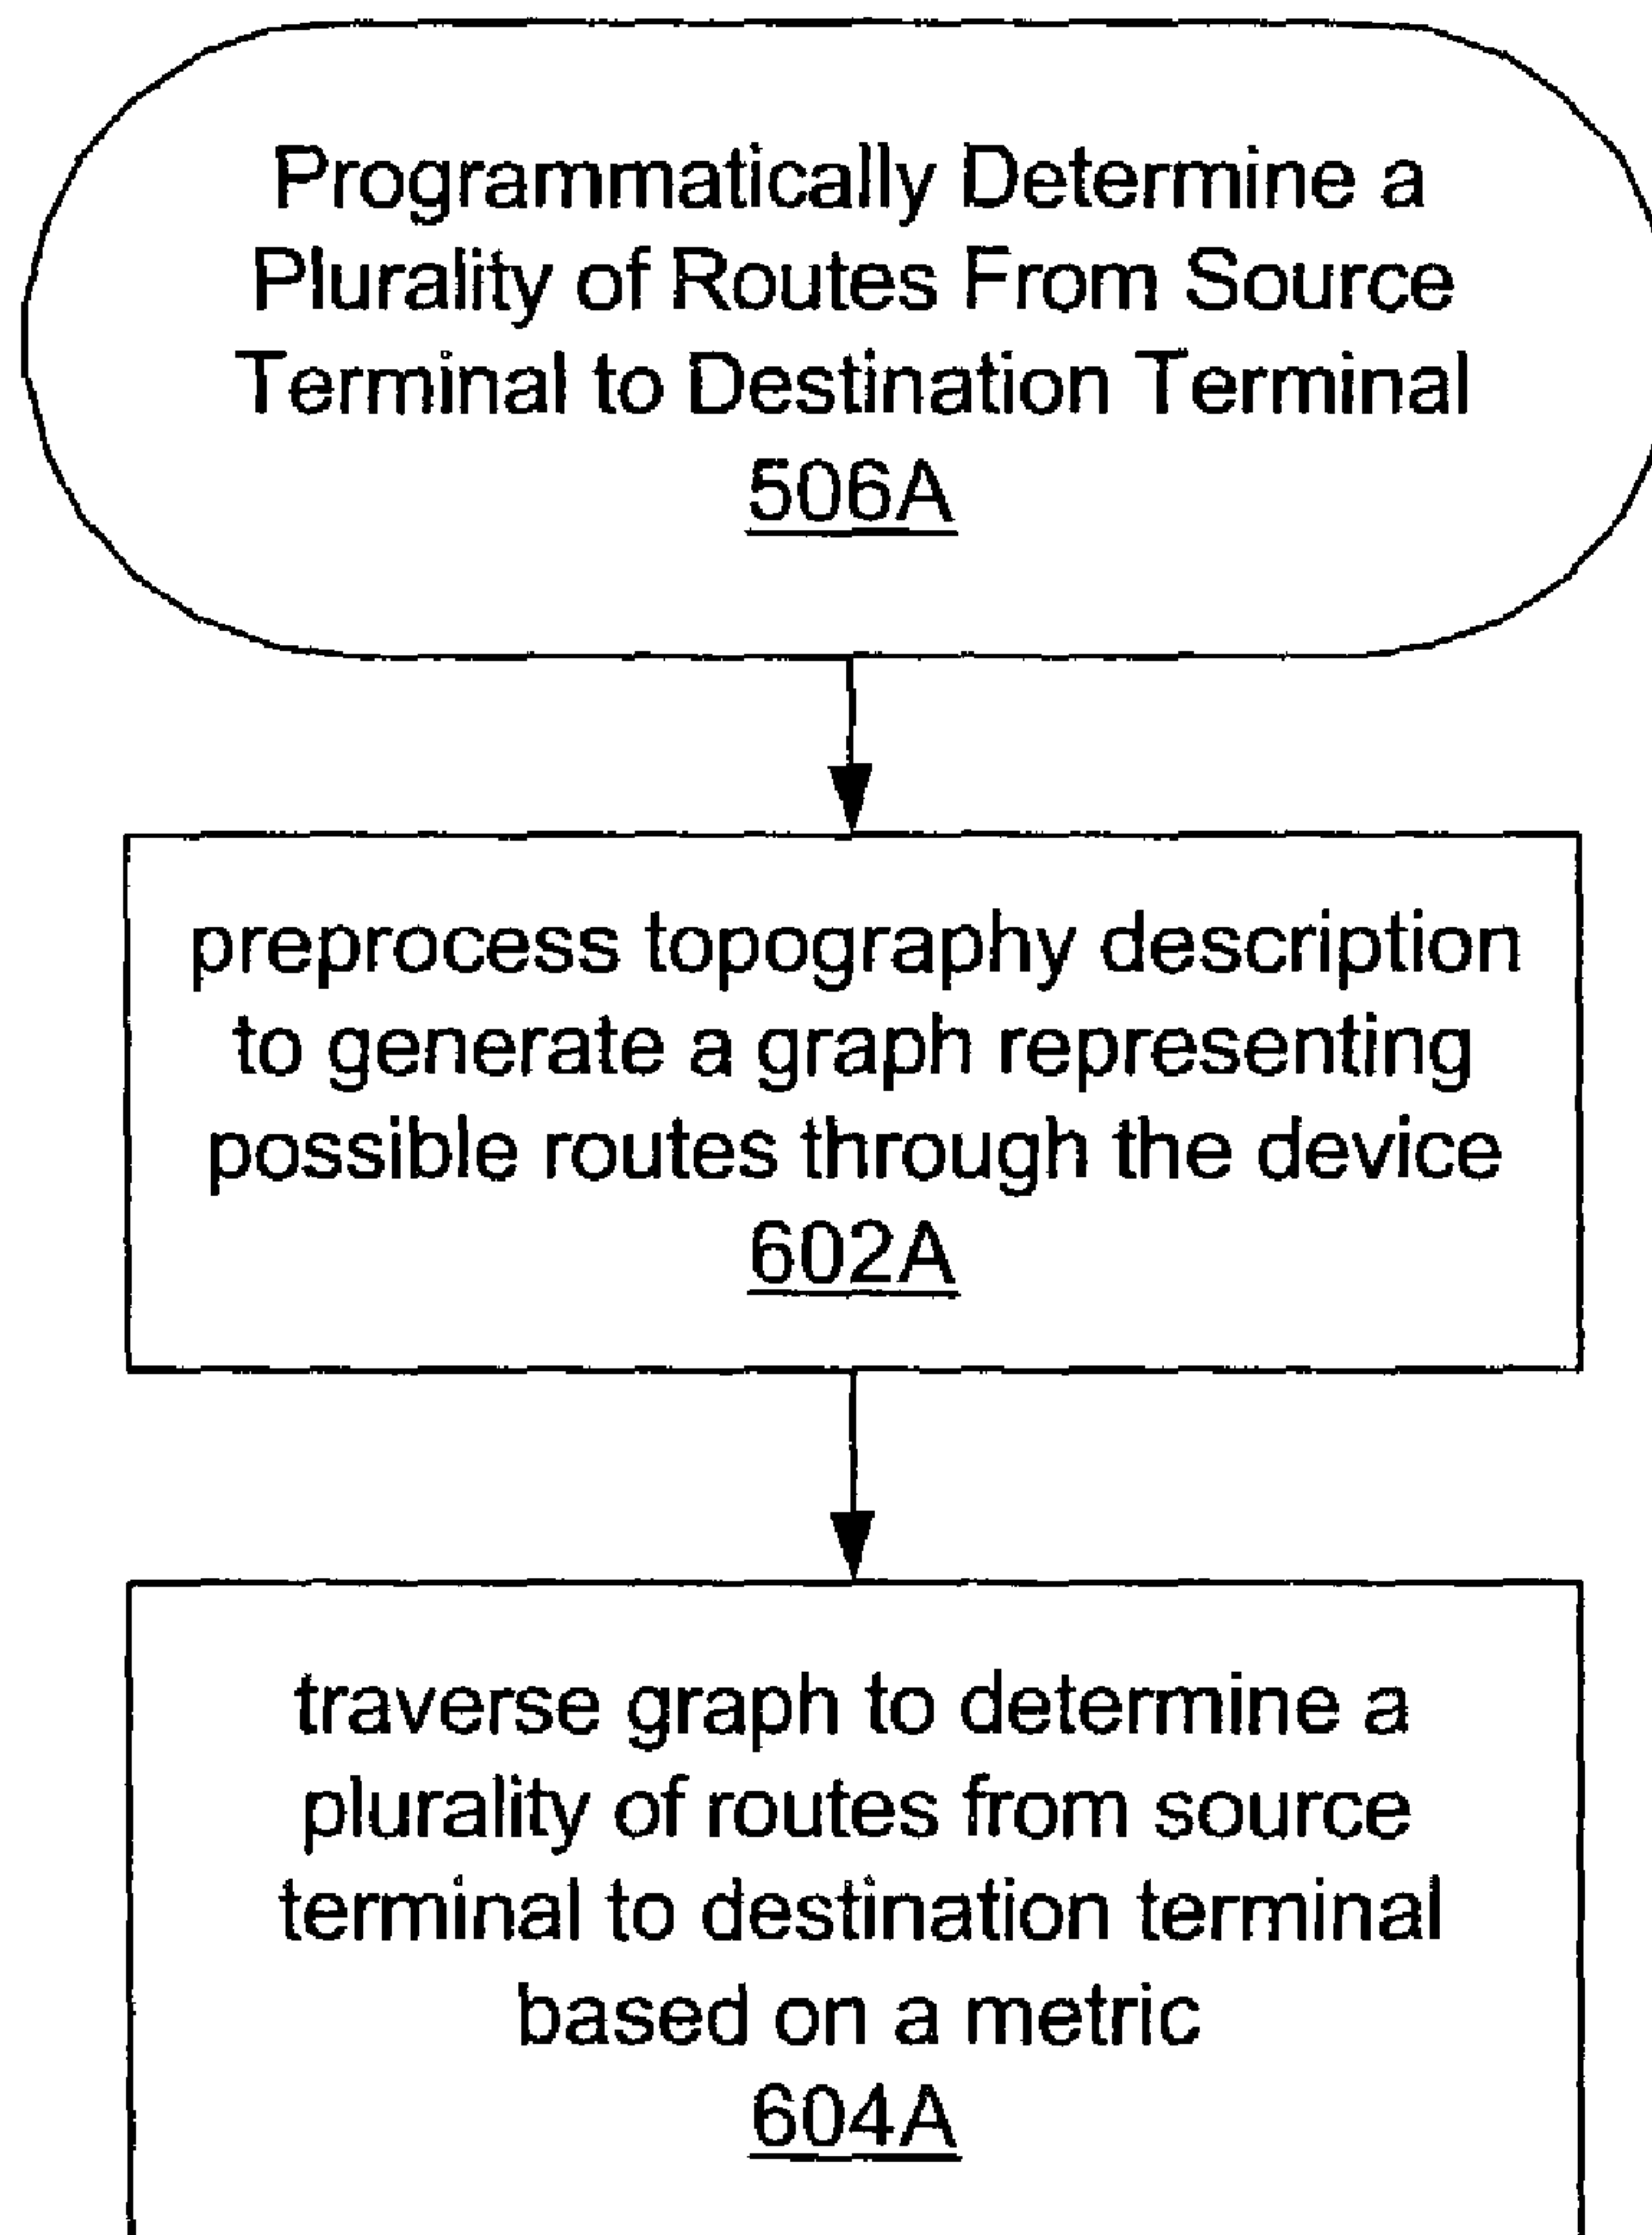 Programmatically Determine a
Plurality of Routes From Source
Terminal to Destination Terminal
506A
preprocess topography description
to generate a graph representing
possible routes through the device
602A
traverse graph to determine a
plurality of routes from source
terminal to destination terminal
based on a metric
604A